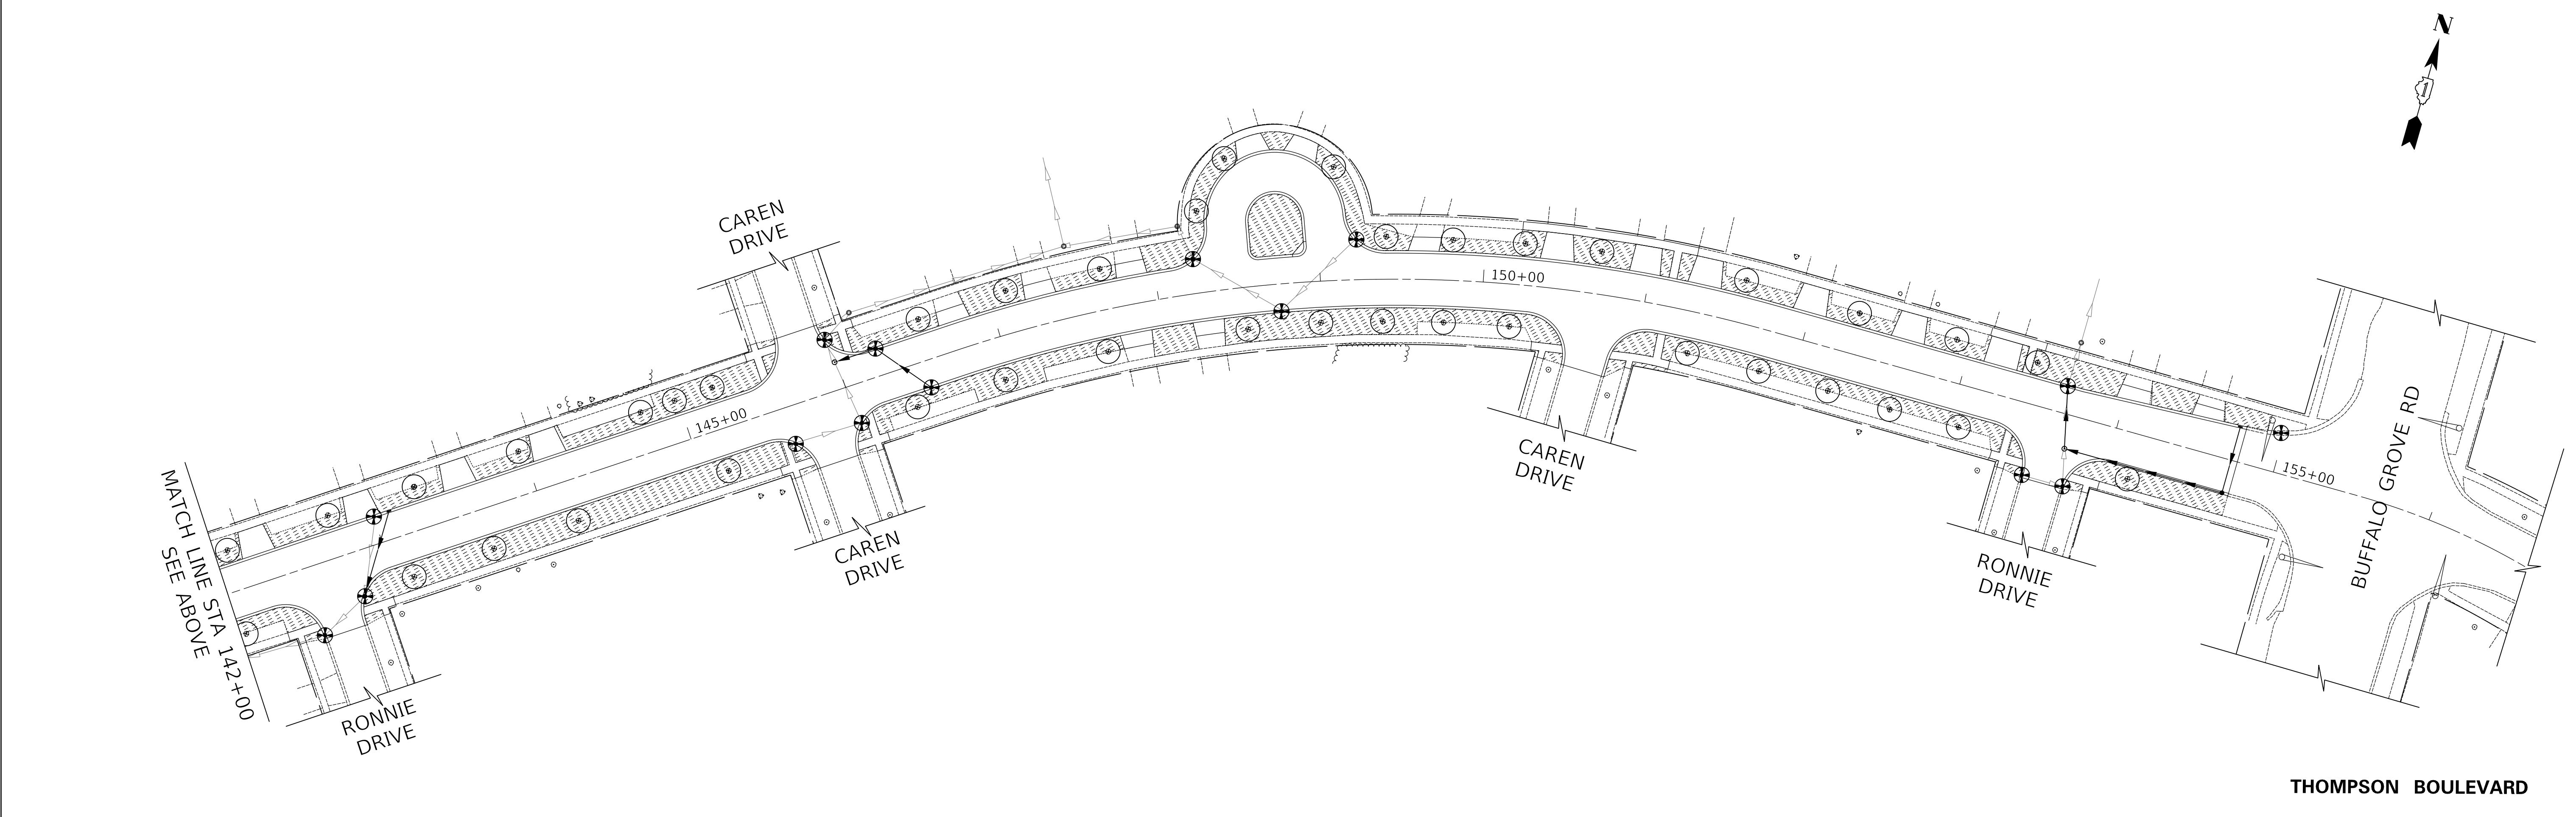 N
1
CAREN
DRIVE
150+00
145+00
155+00
BUFFALO GROVE RD
MATCH LINE STA 142+00
SEE ABOVE
CAREN
DRIVE
CAREN
DRIVE
RONNIE
DRIVE
RONNIE
DRIVE
THOMPSON BOULEVARD